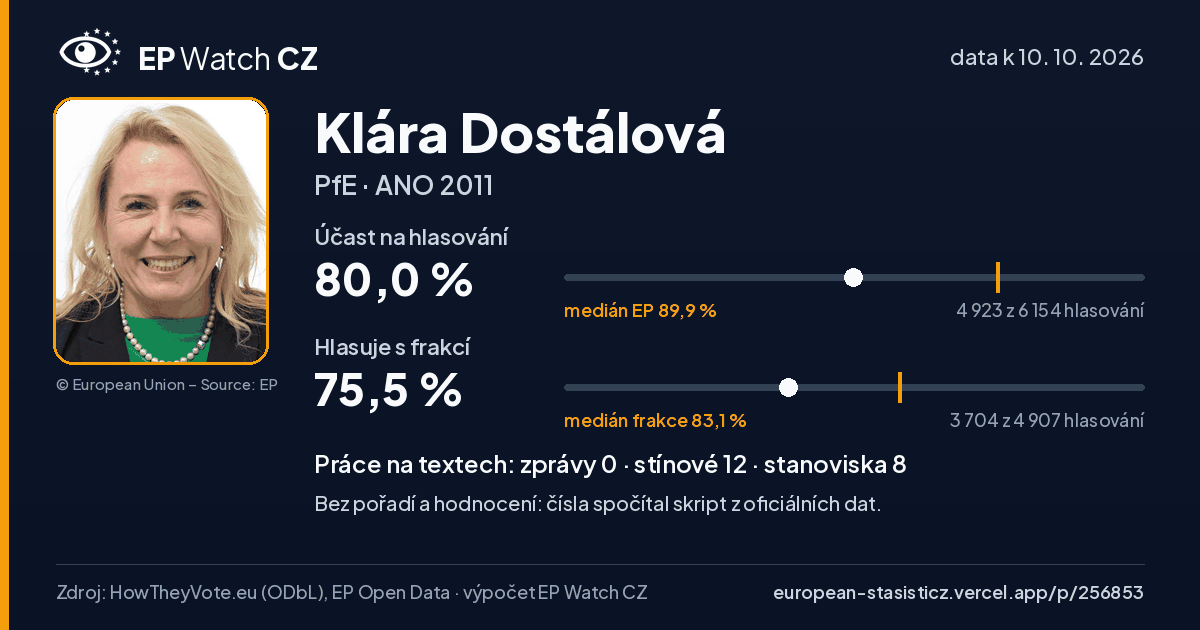 EP Watch CZ
data k 10. 10. 2026
Klára Dostálová
PfE · ANO 2011
Účast na hlasování
80,0 %
medián EP 89,9 %
4 923 z 6 154 hlasování
Hlasuje s frakcí
75,5 %
medián frakce 83,1 %
3 704 z 4 907 hlasování
© European Union – Source: EP
Práce na textech: zprávy 0 · stínové 12 · stanoviska 8
Bez pořadí a hodnocení: čísla spočítal skript z oficiálních dat.
Zdroj: HowTheyVote.eu (ODbL), EP Open Data · výpočet EP Watch CZ
european-stasisticz.vercel.app/p/256853